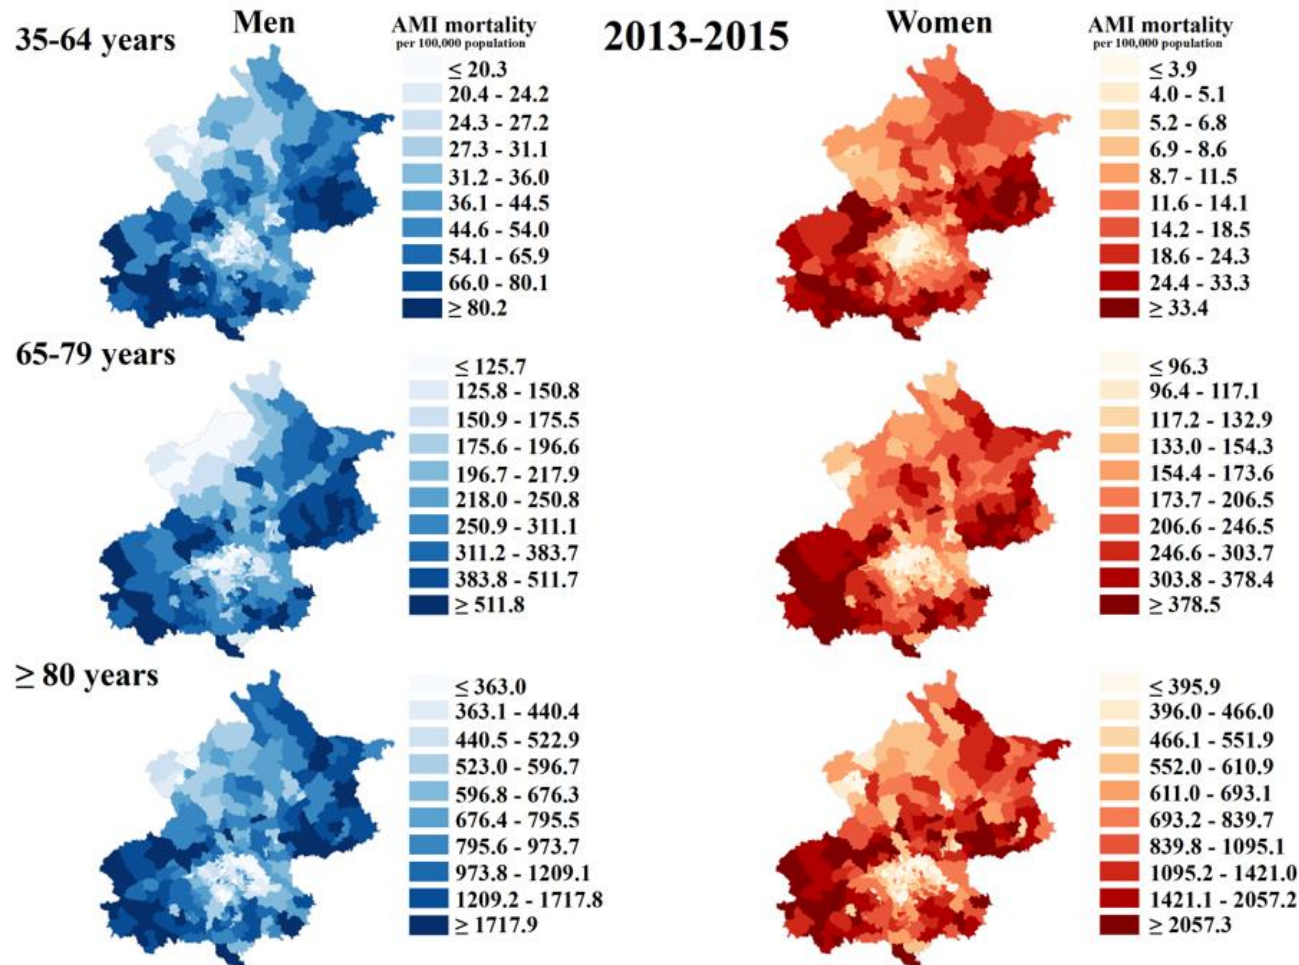 Men
AMI mortality
per 100,000 population
2013-2015
Women
AMI mortality
per 100,000 population
35-64 years
≤ 20.3
20.4 - 24.2
24.3 - 27.2
27.3 - 31.1
31.2 - 36.0
36.1 - 44.5
44.6 - 54.0
54.1 - 65.9
66.0 - 80.1
≥ 80.2
≤ 3.9
4.0 - 5.1
5.2 - 6.8
6.9 - 8.6
8.7 - 11.5
11.6 - 14.1
14.2 - 18.5
18.6 - 24.3
24.4 - 33.3
≥ 33.4
65-79 years
≤ 125.7
125.8 - 150.8
150.9 - 175.5
175.6 - 196.6
196.7 - 217.9
218.0 - 250.8
250.9 - 311.1
311.2 - 383.7
383.8 - 511.7
≥ 511.8
≤ 96.3
96.4 - 117.1
117.2 - 132.9
133.0 - 154.3
154.4 - 173.6
173.7 - 206.5
206.6 - 246.5
246.6 - 303.7
303.8 - 378.4
≥ 378.5
≥ 80 years
≤ 363.0
363.1 - 440.4
440.5 - 522.9
523.0 - 596.7
596.8 - 676.3
676.4 - 795.5
795.6 - 973.7
973.8 - 1209.1
1209.2 - 1717.8
≥ 1717.9
≤ 395.9
396.0 - 466.0
466.1 - 551.9
552.0 - 610.9
611.0 - 693.1
693.2 - 839.7
839.8 - 1095.1
1095.2 - 1421.0
1421.1 - 2057.2
≥ 2057.3